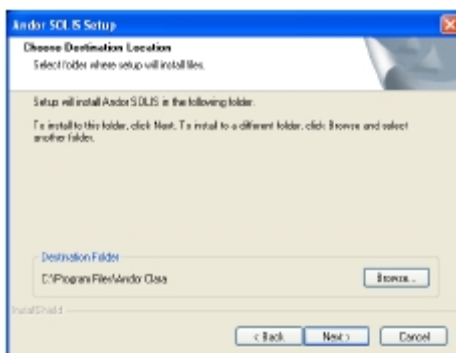 Andor SOLIS Setup
Choose Destination Location
Select folder where setup will install files.
Setup will install Andor SOLIS in the following folder.
To install to this folder, click Next. To install to a different folder, click Browse and select
another folder.
Destination Folder
C:\Program Files\Andor Clara
Browse...
InstallShield
< Back
Next >
Cancel